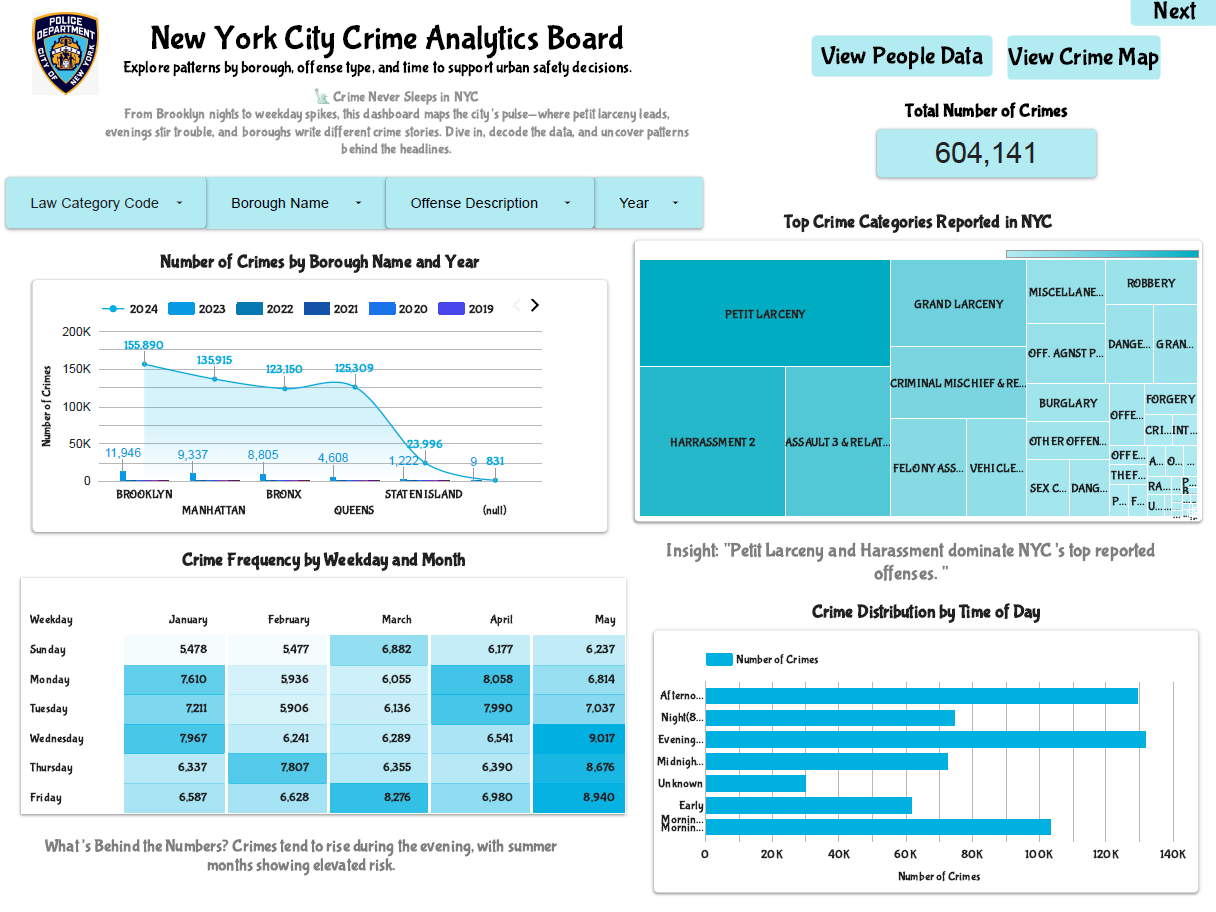 Next
POLICE
DEPARTMENT
CITY OF NEW YORK
New York City Crime Analytics Board
Explore patterns by borough, offense type, and time to support urban safety decisions.
🗽 Crime Never Sleeps in NYC
From Brooklyn nights to weekday spikes, this dashboard maps the city's pulse—where petit larceny leads,
evenings stir trouble, and boroughs write different crime stories. Dive in, decode the data, and uncover patterns
behind the headlines.
View People Data
View Crime Map
Total Number of Crimes
604,141
Law Category Code
Borough Name
Offense Description
Year
Number of Crimes by Borough Name and Year
2024 2023 2022 2021 2020 2019
Number of Crimes
200K
150K
100K
50K
0
155,890
135,915
123,150
125,309
23,996
831
11,946
9,337
8,805
4,608
1,222
9
BROOKLYN
MANHATTAN
BRONX
QUEENS
STATEN ISLAND
(null)
Top Crime Categories Reported in NYC
PETIT LARCENY
HARRASSMENT 2
ASSAULT 3 & RELAT...
GRAND LARCENY
CRIMINAL MISCHIEF & RE...
FELONY ASS...
VEHICLE...
MISCELLANE...
OFF. AGNST P...
BURGLARY
OTHER OFFEN...
SEX C...
DANG...
ROBBERY
DANGE...
GRAN...
OFFE...
FORGERY
CRI...
INT...
OFFE...
THEF...
P...
F...
A...
O...
...
RA...
...
P...
B...
U...
...
Insight: "Petit Larceny and Harassment dominate NYC's top reported
offenses. "
Crime Frequency by Weekday and Month
Weekday January February March April May
Sunday 5,478 5,477 6,882 6,177 6,237
Monday 7,610 5,936 6,055 8,058 6,814
Tuesday 7,211 5,906 6,136 7,990 7,037
Wednesday 7,967 6,241 6,289 6,541 9,017
Thursday 6,337 7,807 6,355 6,390 8,676
Friday 6,587 6,628 8,276 6,980 8,940
What's Behind the Numbers? Crimes tend to rise during the evening, with summer
months showing elevated risk.
Crime Distribution by Time of Day
Number of Crimes
Afterno...
Night(8...
Evening...
Midnigh...
Unknown
Early
Mornin...
Mornin...
0 20K 40K 60K 80K 100K 120K 140K
Number of Crimes